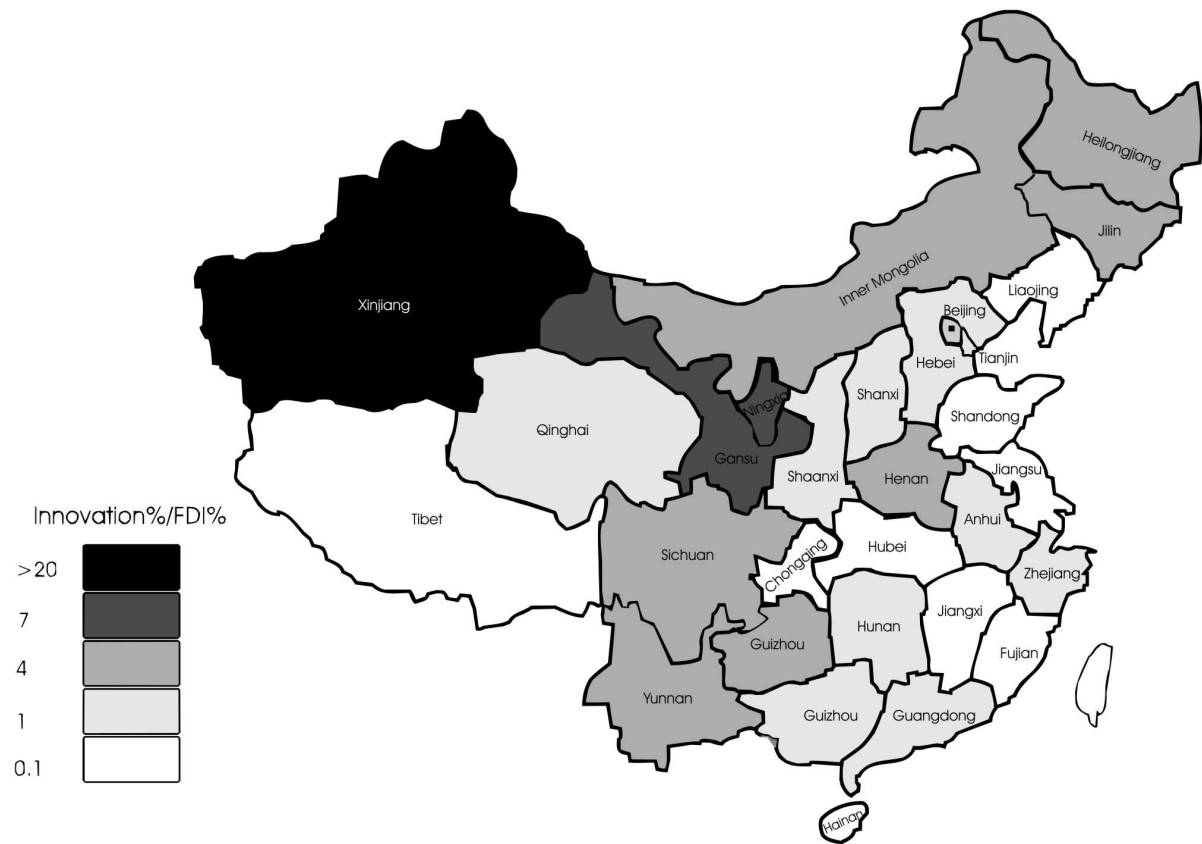 Heilongjiang
Jilin
Inner Mongolia
Liaojing
Xinjiang
Beijing
Tianjin
Hebei
Shanxi
Ningxia
Shandong
Qinghai
Gansu
Shaanxi
Henan
Jiangsu
Tibet
Anhui
Sichuan
Chongqing
Hubei
Zhejiang
Jiangxi
Hunan
Guizhou
Fujian
Yunnan
Guizhou
Guangdong
Hainan
Innovation%/FDI%
>20
7
4
1
0.1